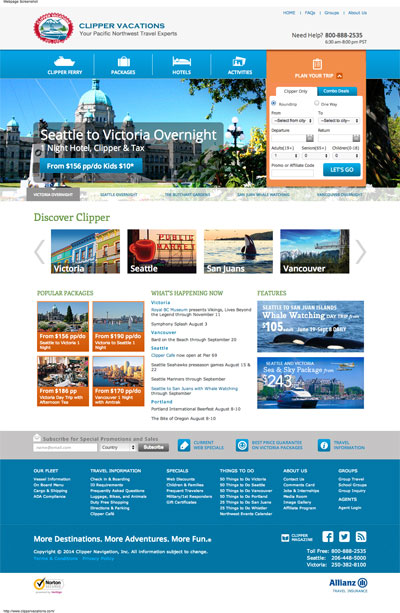 Webpage Screenshot
HOME | FAQs | Groups | About Us
CLIPPER VACATIONS
Your Pacific Northwest Travel Experts
Need Help? 800-888-2535
6:30 am-8:00 pm PST
CLIPPER FERRY
PACKAGES
HOTELS
ACTIVITIES
PLAN YOUR TRIP
Clipper Only
Combo Deals
Roundtrip
One Way
From
To
--Select from city
--Select to city--
Departure
Return
Adults(19+)
Seniors(65+)
Children(0-18)
1
0
0
Promo or Affiliate Code
LET'S GO
Seattle to Victoria Overnight
1 Night Hotel, Clipper & Tax
From $156 pp/do Kids $10*
VICTORIA OVERNIGHT
SEATTLE OVERNIGHT
THE BUTCHART GARDENS
SAN JUAN WHALE WATCHING
VANCOUVER OVERNIGHT
Discover Clipper
Victoria
Seattle
PUBLIC MARKET
San Juans
Vancouver
POPULAR PACKAGES
From $156 pp/do
Seattle to Victoria 1 Night
From $190 pp/do
Victoria to Seattle 1 Night
From $186 pp
Victoria Day Trip with Afternoon Tea
From $170 pp/do
Vancouver 1 Night with Amtrak
WHAT'S HAPPENING NOW
Victoria
Royal BC Museum presents Vikings, Lives Beyond
the Legend through November 11
Symphony Splash August 3
Vancouver
Bard on the Beach through September 20
Seattle
Clipper Cafe now open at Pier 69
Seattle Seahawks preseason games August 15 &
22
Seattle Mariners through September
Seattle to San Juan with Whale Watching
through September
Portland
Portland International Beerfest August 8-10
The Bite of Oregon August 8-10
FEATURES
SEATTLE TO SAN JUAN ISLANDS
Whale Watching DAY TRIP from
$105 adult June 29-Sept 8 DAILY
SEATTLE AND VICTORIA
Sea & Sky Package from
$243
Subscribe for Special Promotions and Sales
name@email.com
Country
Subscribe
CURRENT
WEB SPECIALS
BEST PRICE GUARANTEE
ON VICTORIA PACKAGES
TRAVEL
INFORMATION
OUR FLEET
Vessel Information
On Board Menu
Cargo & Shipping
ADA Compliance
TRAVEL INFORMATION
Check in & Boarding
ID Requirements
Frequently Asked Questions
Luggage, Bikes, and Animals
Duty Free Shopping
Directions & Parking
Clipper Café
SPECIALS
Web Discounts
Children & Families
Frequent Travelers
Military/1st Responders
Gift Certificates
THINGS TO DO
50 Things To Do Victoria
50 Things To Do Seattle
50 Things to Do Vancouver
50 Things to Do Portland
25 Things to Do San Juan
25 Things to Do Whistler
Northwest Events Calendar
ABOUT US
Contact Us
Comments Card
Jobs & Internships
Media Room
Image Gallery
Affiliate Program
GROUPS
Group Travel
School Groups
Group Inquiry
AGENTS
Agent Login
More Destinations. More Adventures. More Fun.®
Copyright © 2014 Clipper Navigation, Inc. All information subject to change.
Terms & Conditions
Privacy Policy
CLIPPER
MAGAZINE
Toll Free: 800-888-2535
Seattle: 206-448-5000
Victoria: 250-382-8100
Norton
SECURED
Allianz
TRAVEL INSURANCE